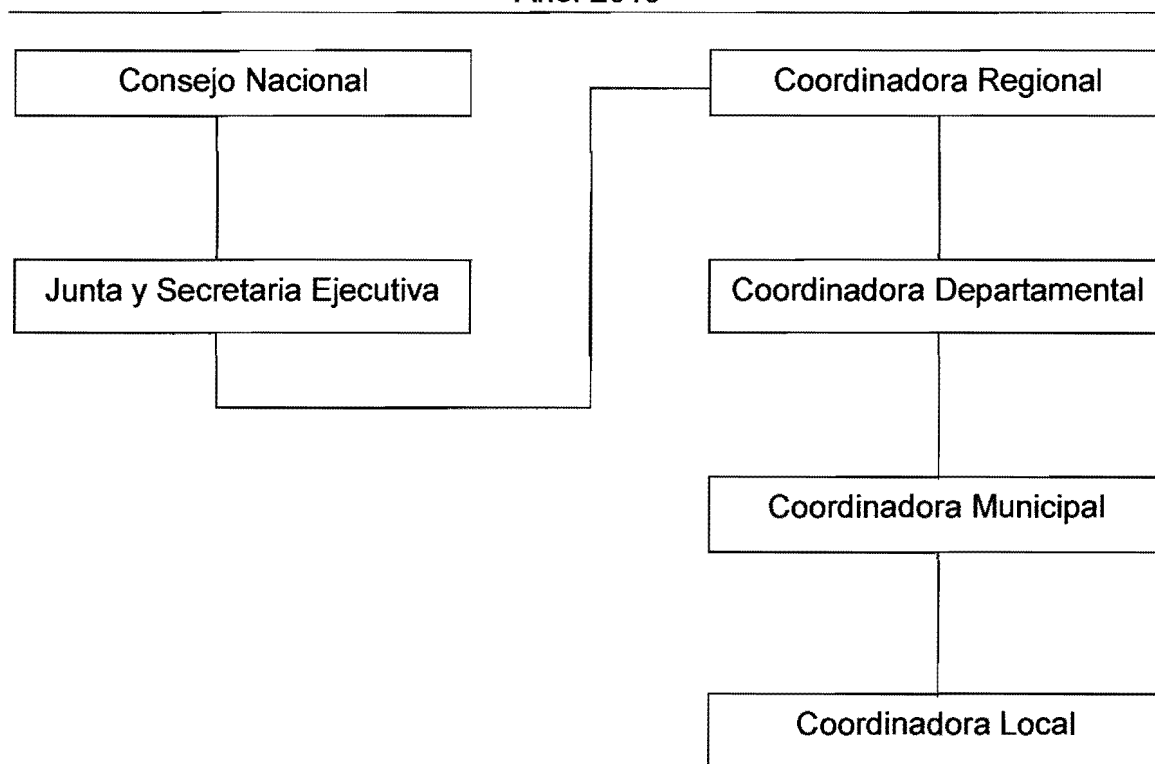 Consejo Nacional
Junta y Secretaria Ejecutiva
Coordinadora Regional
Coordinadora Departamental
Coordinadora Municipal
Coordinadora Local